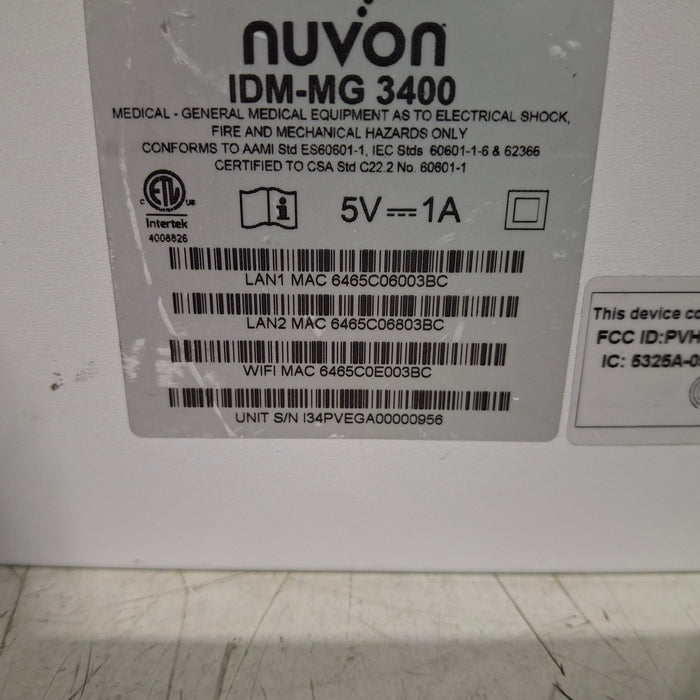 nuvon
IDM-MG 3400
MEDICAL - GENERAL MEDICAL EQUIPMENT AS TO ELECTRICAL SHOCK,
FIRE AND MECHANICAL HAZARDS ONLY
CONFORMS TO AAMI Std ES60601-1, IEC Stds 60601-1-6 & 62366
CERTIFIED TO CSA Std C22.2 No. 60601-1
C ETL US
Intertek
4008826
i
5V⎓1A
LAN1 MAC 6465C06003BC
LAN2 MAC 6465C06803BC
WIFI MAC 6465C0E003BC
UNIT S/N I34PVEGA00000956
This device co
FCC ID:PVH
IC: 5325A-0